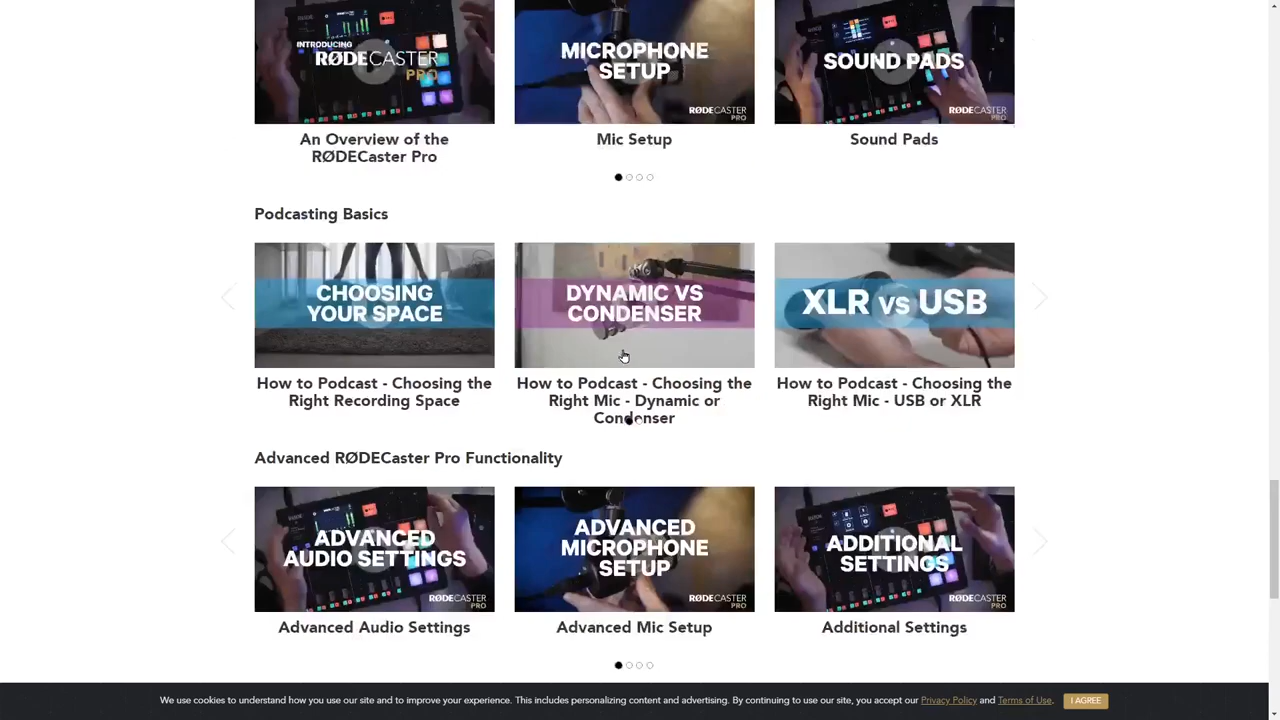 INTRODUCING
RØDECASTER
PRO
MICROPHONE
SETUP
RØDECASTER
PRO
SOUND PADS
RØDECASTER
PRO
An Overview of the
RØDECaster Pro
Mic Setup
Sound Pads
Podcasting Basics
CHOOSING
YOUR SPACE
DYNAMIC VS
CONDENSER
XLR VS USB
How to Podcast - Choosing the
Right Recording Space
How to Podcast - Choosing the
Right Mic - Dynamic or
Condenser
How to Podcast - Choosing the
Right Mic - USB or XLR
Advanced RØDECaster Pro Functionality
ADVANCED
AUDIO SETTINGS
RØDECASTER
PRO
ADVANCED
MICROPHONE
SETUP
RØDECASTER
PRO
ADDITIONAL
SETTINGS
RØDECASTER
PRO
Advanced Audio Settings
Advanced Mic Setup
Additional Settings
We use cookies to understand how you use our site and to improve your experience. This includes personalizing content and advertising. By continuing to use our site, you accept our Privacy Policy and Terms of Use.
I AGREE